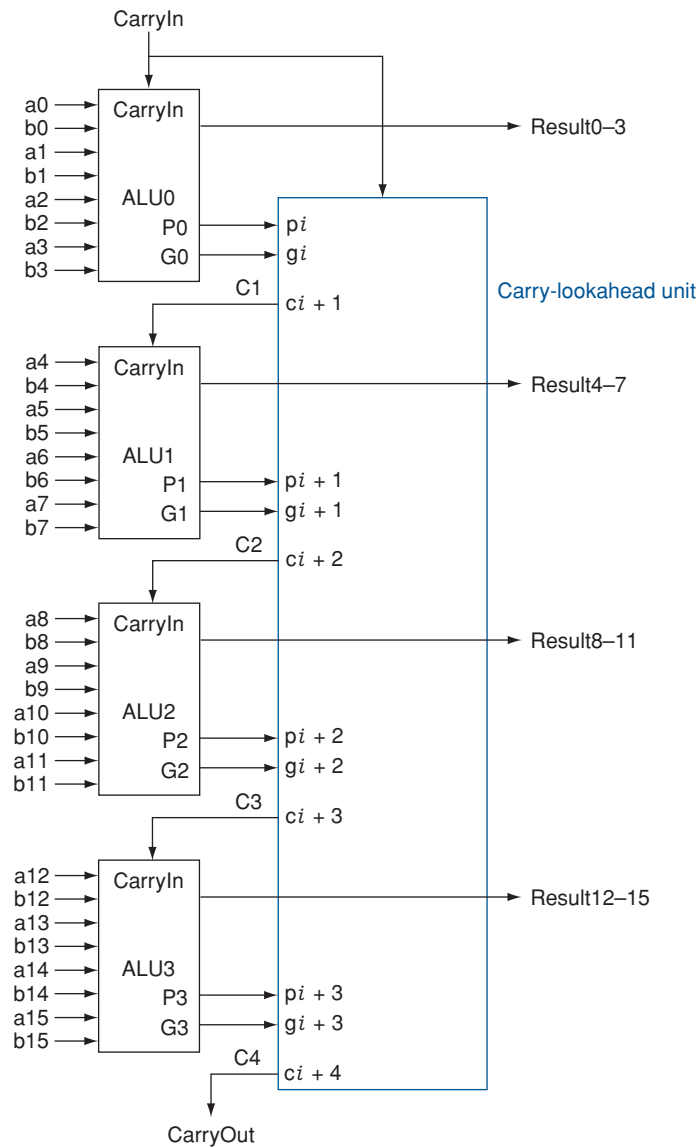 CarryIn
a0
b0
a1
b1
a2
b2
a3
b3
CarryIn
ALU0
P0
G0
Result0–3
pi
gi
Carry-lookahead unit
C1
ci + 1
a4
b4
a5
b5
a6
b6
a7
b7
CarryIn
ALU1
P1
G1
Result4–7
pi + 1
gi + 1
C2
ci + 2
a8
b8
a9
b9
a10
b10
a11
b11
CarryIn
ALU2
P2
G2
Result8–11
pi + 2
gi + 2
C3
ci + 3
a12
b12
a13
b13
a14
b14
a15
b15
CarryIn
ALU3
P3
G3
Result12–15
pi + 3
gi + 3
C4
ci + 4
CarryOut